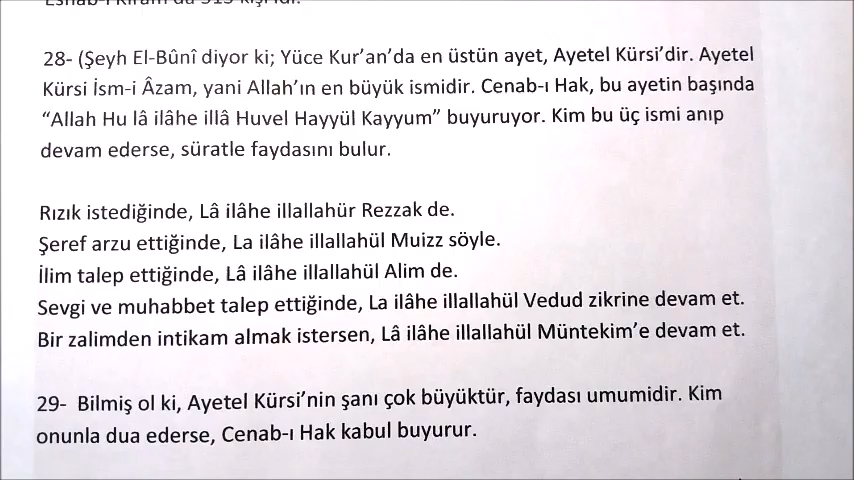 Eshab-ı Kiram da 313 kişi idi.
28- (Şeyh El-Bûnî diyor ki; Yüce Kur’an’da en üstün ayet, Ayetel Kürsi’dir. Ayetel
Kürsi İsm-i Âzam, yani Allah’ın en büyük ismidir. Cenab-ı Hak, bu ayetin başında
“Allah Hu lâ ilâhe illâ Huvel Hayyül Kayyum” buyuruyor. Kim bu üç ismi anıp
devam ederse, süratle faydasını bulur.
Rızık istediğinde, Lâ ilâhe illallahür Rezzak de.
Şeref arzu ettiğinde, La ilâhe illallahül Muizz söyle.
İlim talep ettiğinde, Lâ ilâhe illallahül Alim de.
Sevgi ve muhabbet talep ettiğinde, La ilâhe illallahül Vedud zikrine devam et.
Bir zalimden intikam almak istersen, Lâ ilâhe illallahül Müntekim’e devam et.
29- Bilmiş ol ki, Ayetel Kürsi’nin şanı çok büyüktür, faydası umumidir. Kim
onunla dua ederse, Cenab-ı Hak kabul buyurur.